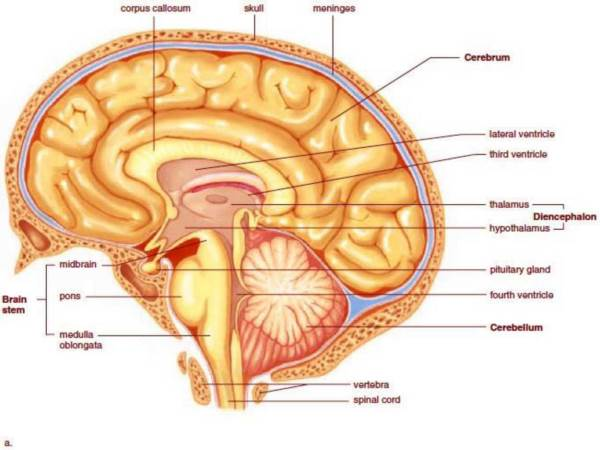 corpus callosum
skull
meninges
Cerebrum
lateral ventricle
third ventricle
thalamus
Diencephalon
hypothalamus
midbrain
pituitary gland
Brain
stem
pons
fourth ventricle
medulla
oblongata
Cerebellum
vertebra
spinal cord
a.